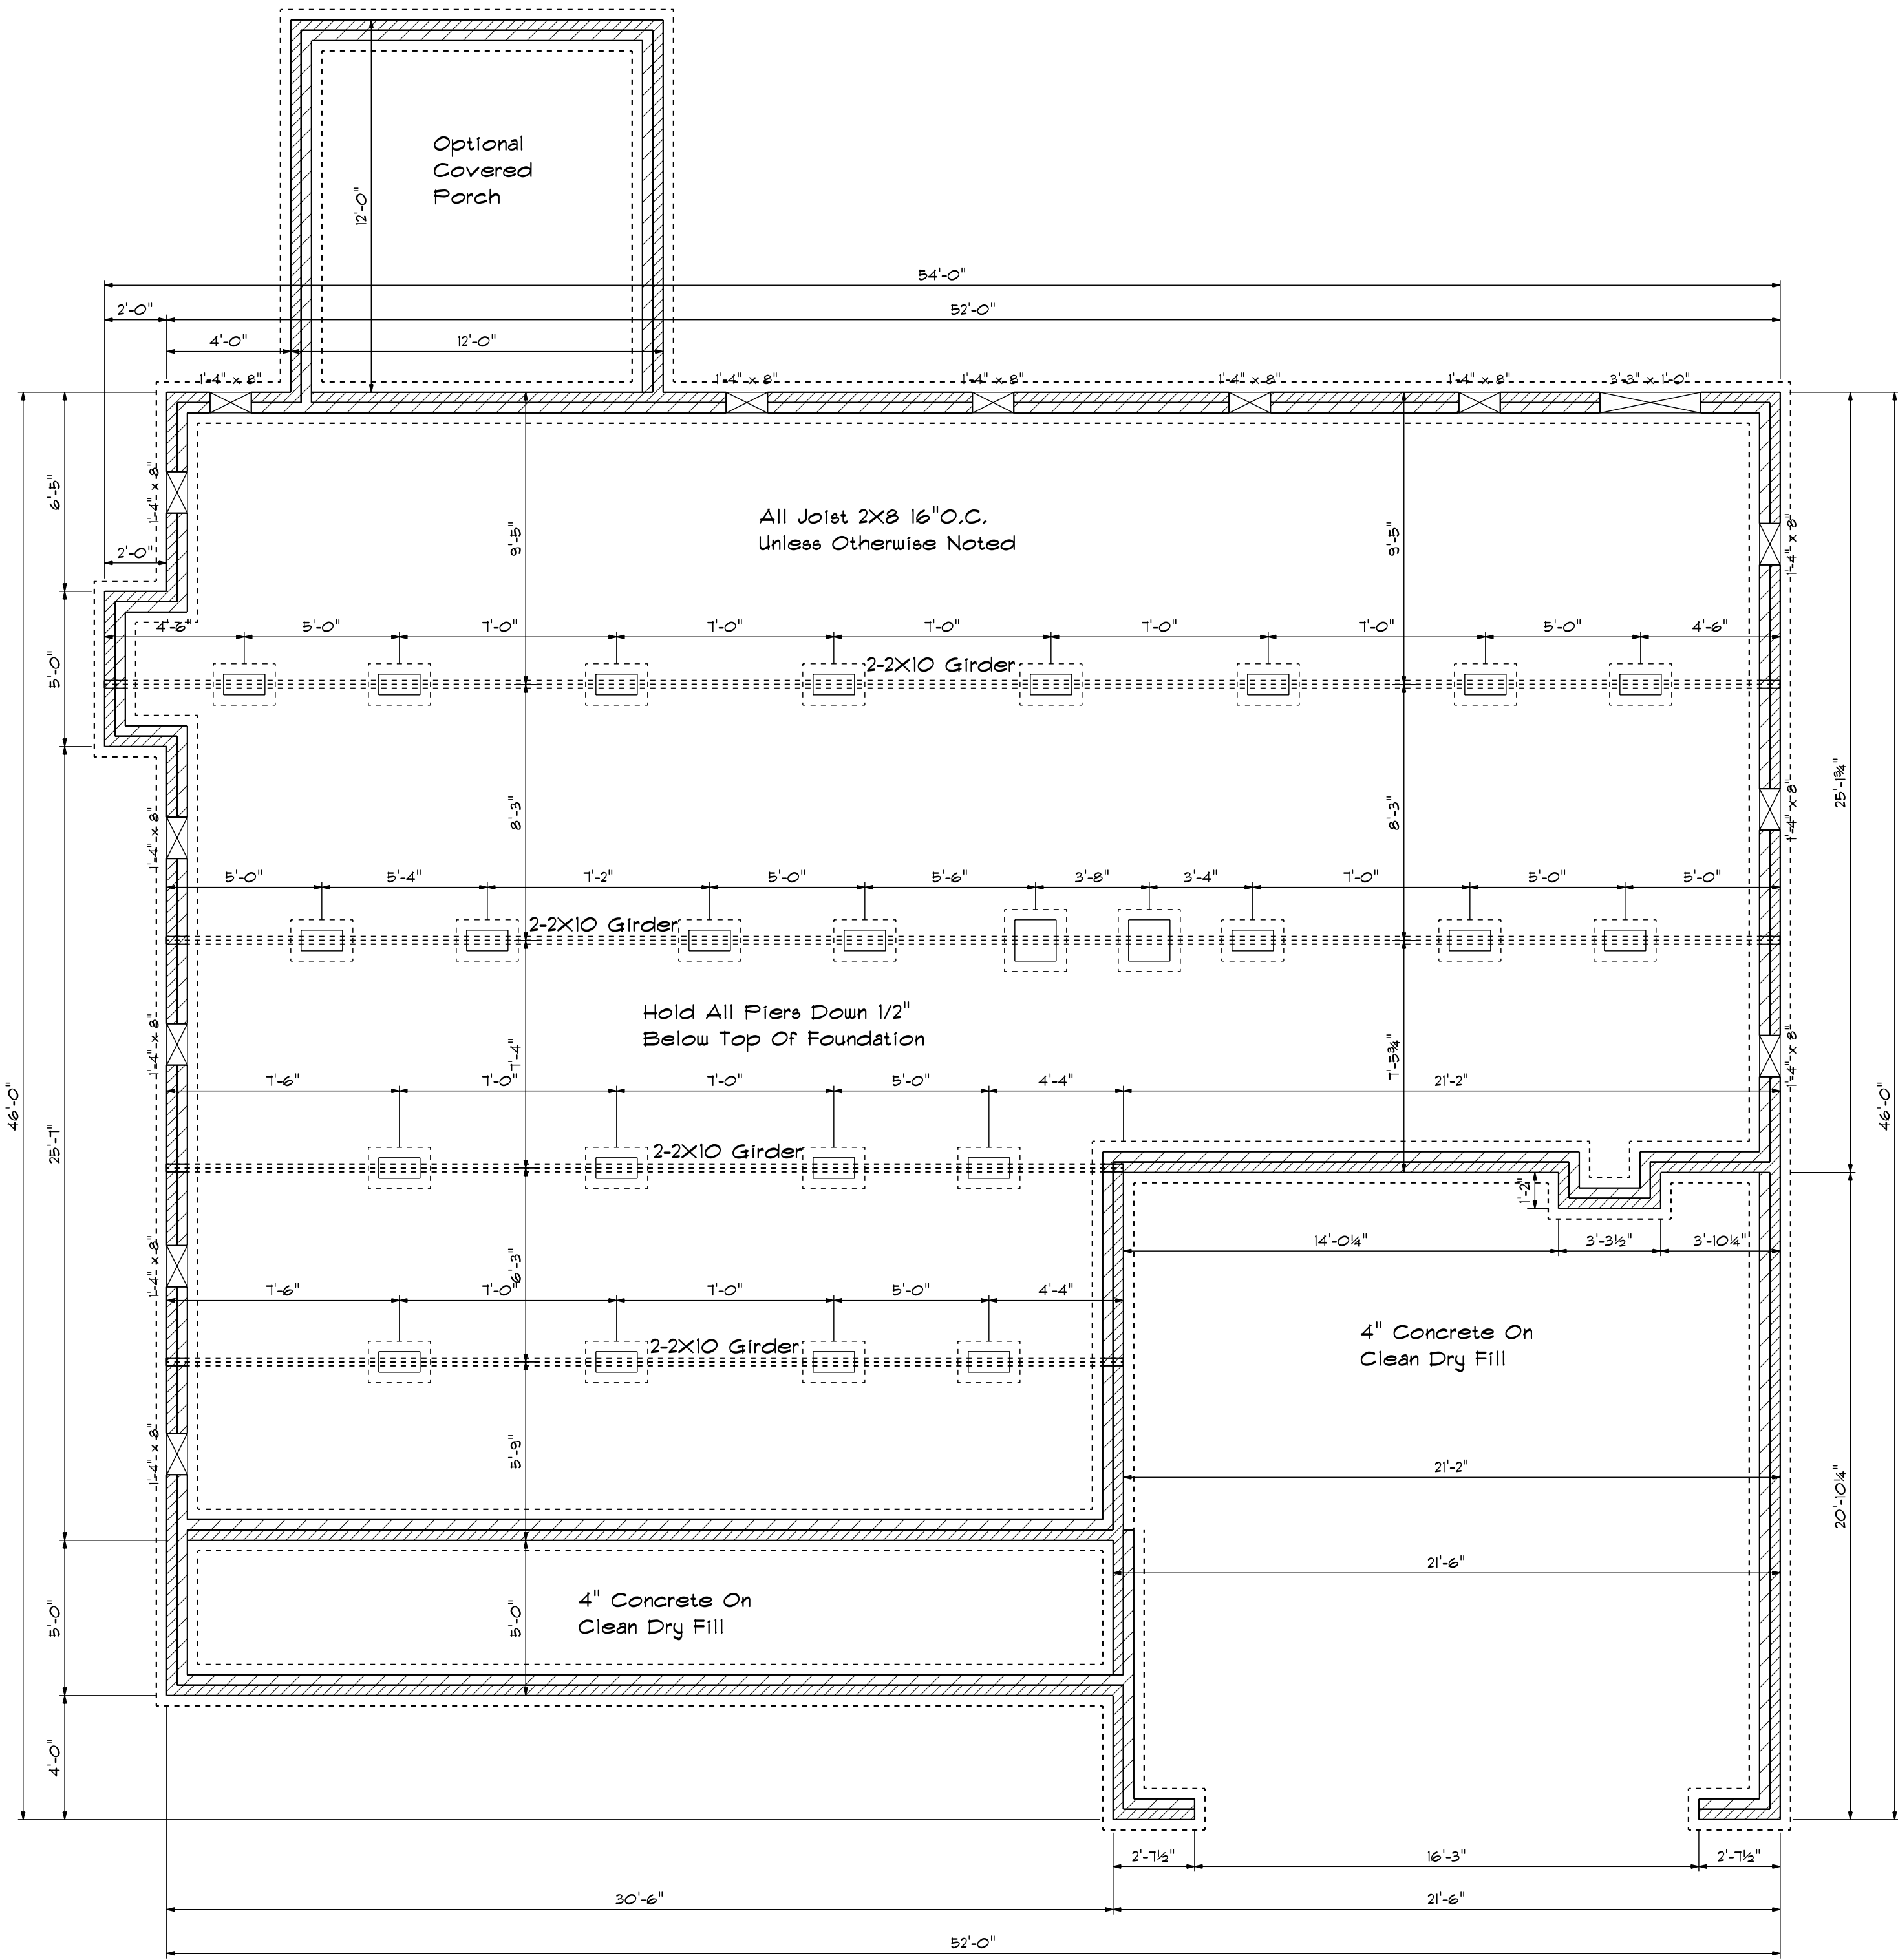 Optional
Covered
Porch
12'-0"
54'-0"
2'-0"
52'-0"
4'-0"
12'-0"
1'-4" x 8"
1'-4" x 8"
1'-4" x 8"
1'-4" x 8"
1'-4" x 8"
3'-3" x 1'-0"
6'-5"
1'-4" x 8"
9'-5"
All Joist 2X8 16"O.C.
Unless Otherwise Noted
9'-5"
1'-4" x 8"
2'-0"
4'-6"
5'-0"
7'-0"
7'-0"
7'-0"
7'-0"
7'-0"
5'-0"
4'-6"
2-2X10 Girder
5'-0"
8'-3"
8'-3"
25'-1¾"
1'-4" x 8"
1'-4" x 8"
5'-0"
5'-4"
7'-2"
5'-0"
5'-6"
3'-8"
3'-4"
7'-0"
5'-0"
5'-0"
2-2X10 Girder
Hold All Piers Down 1/2"
Below Top Of Foundation
1'-4" x 8"
7'-4"
7'-5¾"
1'-4" x 8"
46'-0"
46'-0"
25'-7"
7'-6"
7'-0"
7'-0"
5'-0"
4'-4"
21'-2"
2-2X10 Girder
1'-2"
14'-0¼"
3'-3½"
3'-10¼"
1'-4" x 8"
6'-3"
7'-6"
7'-0"
7'-0"
5'-0"
4'-4"
2-2X10 Girder
4" Concrete On
Clean Dry Fill
1'-4" x 8"
5'-9"
21'-2"
20'-10¼"
21'-6"
5'-0"
5'-0"
4" Concrete On
Clean Dry Fill
4'-0"
2'-7½"
16'-3"
2'-7½"
30'-6"
21'-6"
52'-0"